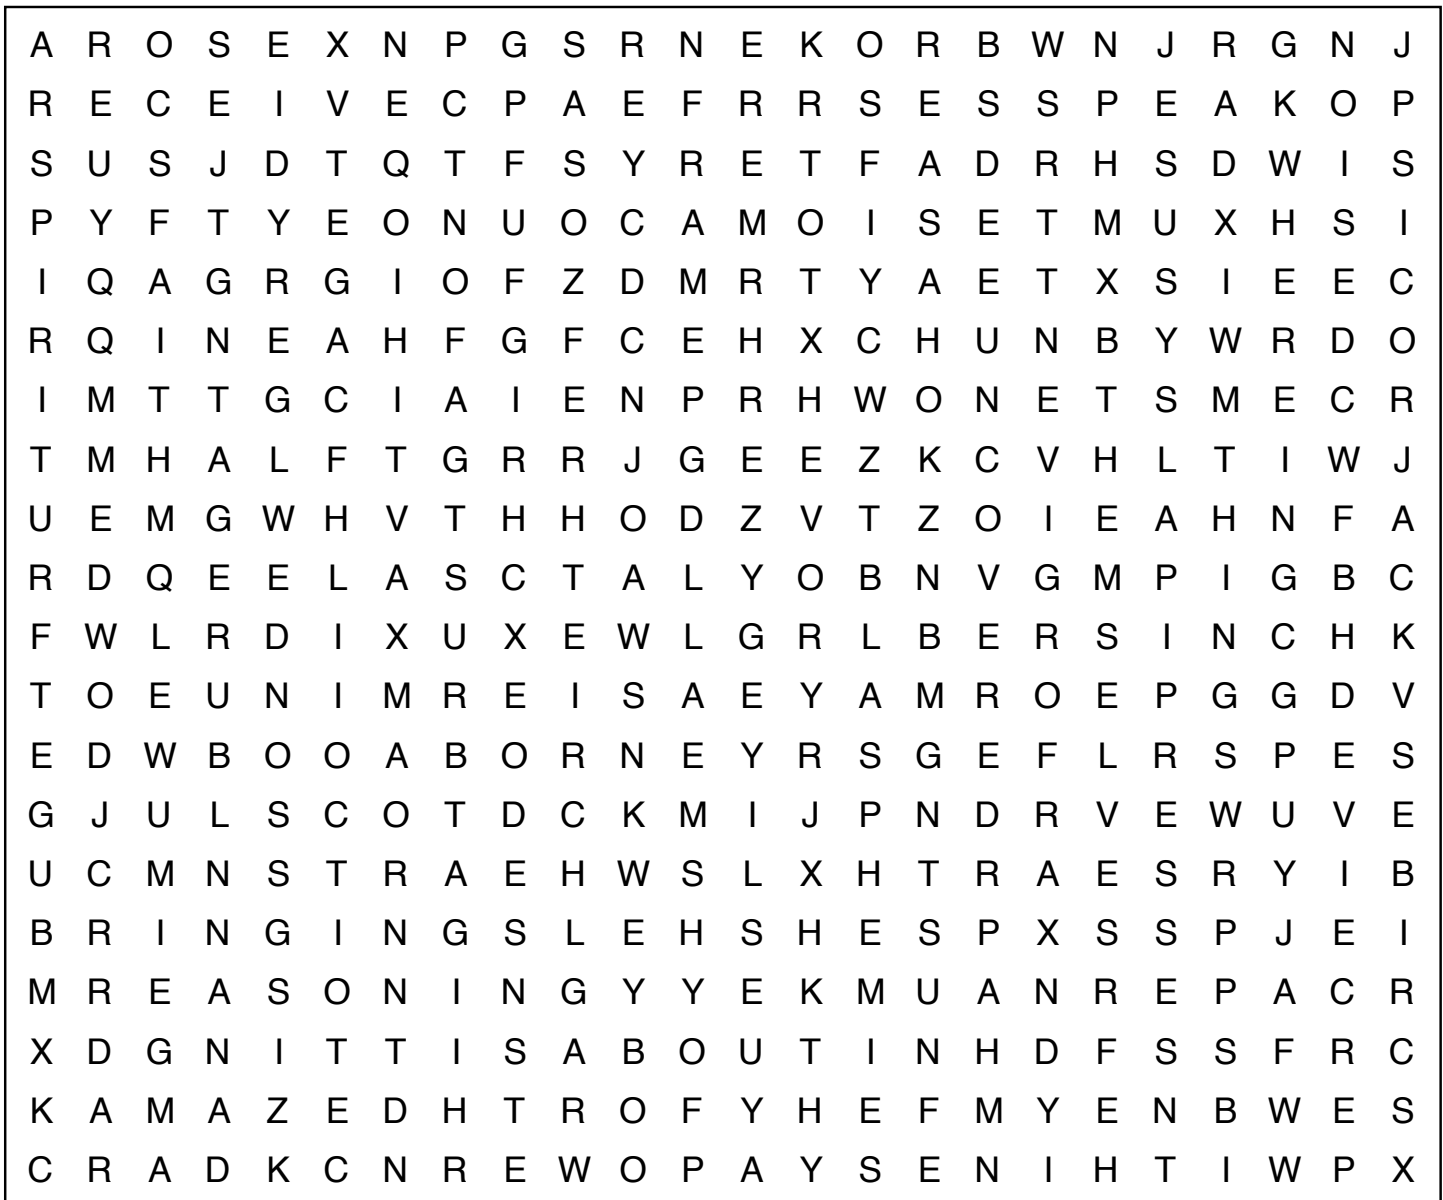 A R O S E X N P G S R N E K O R B W N J R G N J
R E C E I V E C P A E F R R S E S S P E A K O P
S U S J D T Q T F S Y R E T F A D R H S D W I S
P Y F T Y E O N U O C A M O I S E T M U X H S I
I Q A G R G I O F Z D M R T Y A E T X S I E E C
R Q I N E A H F G F C E H X C H U N B Y W R D O
I M T T G C I A I E N P R H W O N E T S M E C R
T M H A L F T G R R J G E E Z K C V H L T I W J
U E M G W H V T H H O D Z V T Z O I E A H N F A
R D Q E E L A S C T A L Y O B N V G M P I G B C
F W L R D I X U X E W L G R L B E R S I N C H K
T O E U N I M R E I S A E Y A M R O E P G G D V
E D W B O O A B O R N E Y R S G E F L R S P E S
G J U L S C O T D C K M I J P N D R V E W U V E
U C M N S T R A E H W S L X H T R A E S R Y I B
B R I N G I N G S L E H S H E S P X S S P J E I
M R E A S O N I N G Y Y E K M U A N R E P A C R
X D G N I T T I S A B O U T I N H D F S S F R C
K A M A Z E D H T R O F Y H E F M Y E N B W E S
C R A D K C N R E W O P A Y S E N I H T I W P X